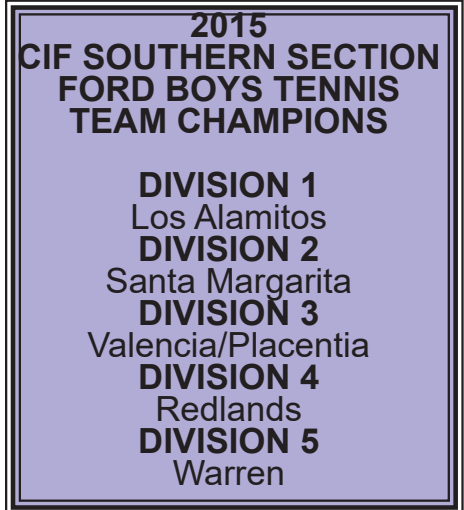 2015
CIF SOUTHERN SECTION
FORD BOYS TENNIS
TEAM CHAMPIONS
DIVISION 1
Los Alamitos
DIVISION 2
Santa Margarita
DIVISION 3
Valencia/Placentia
DIVISION 4
Redlands
DIVISION 5
Warren